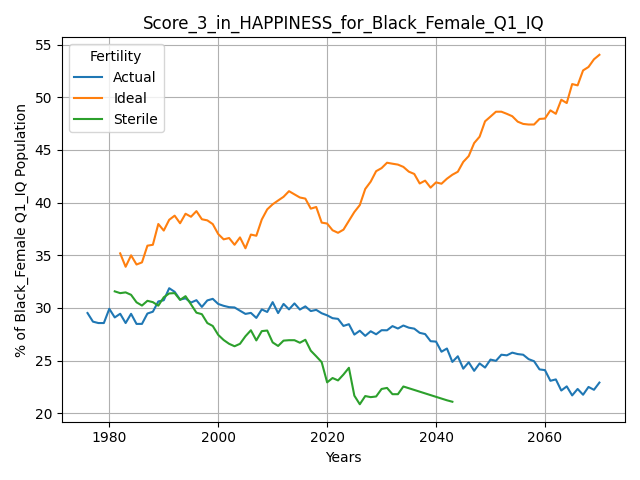 Score_3_in_HAPPINESS_for_Black_Female_Q1_IQ
% of Black_Female Q1_IQ Population
55
50
45
40
35
30
25
20
Fertility
Actual
Ideal
Sterile
1980
2000
2020
2040
2060
Years